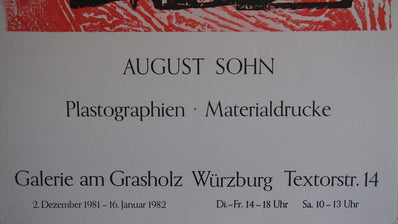 AUGUST SOHN
Plastographien · Materialdrucke
Galerie am Grasholz Würzburg Textorstr. 14
2. Dezember 1981 – 16. Januar 1982 Di.–Fr. 14–18 Uhr Sa. 10–13 Uhr